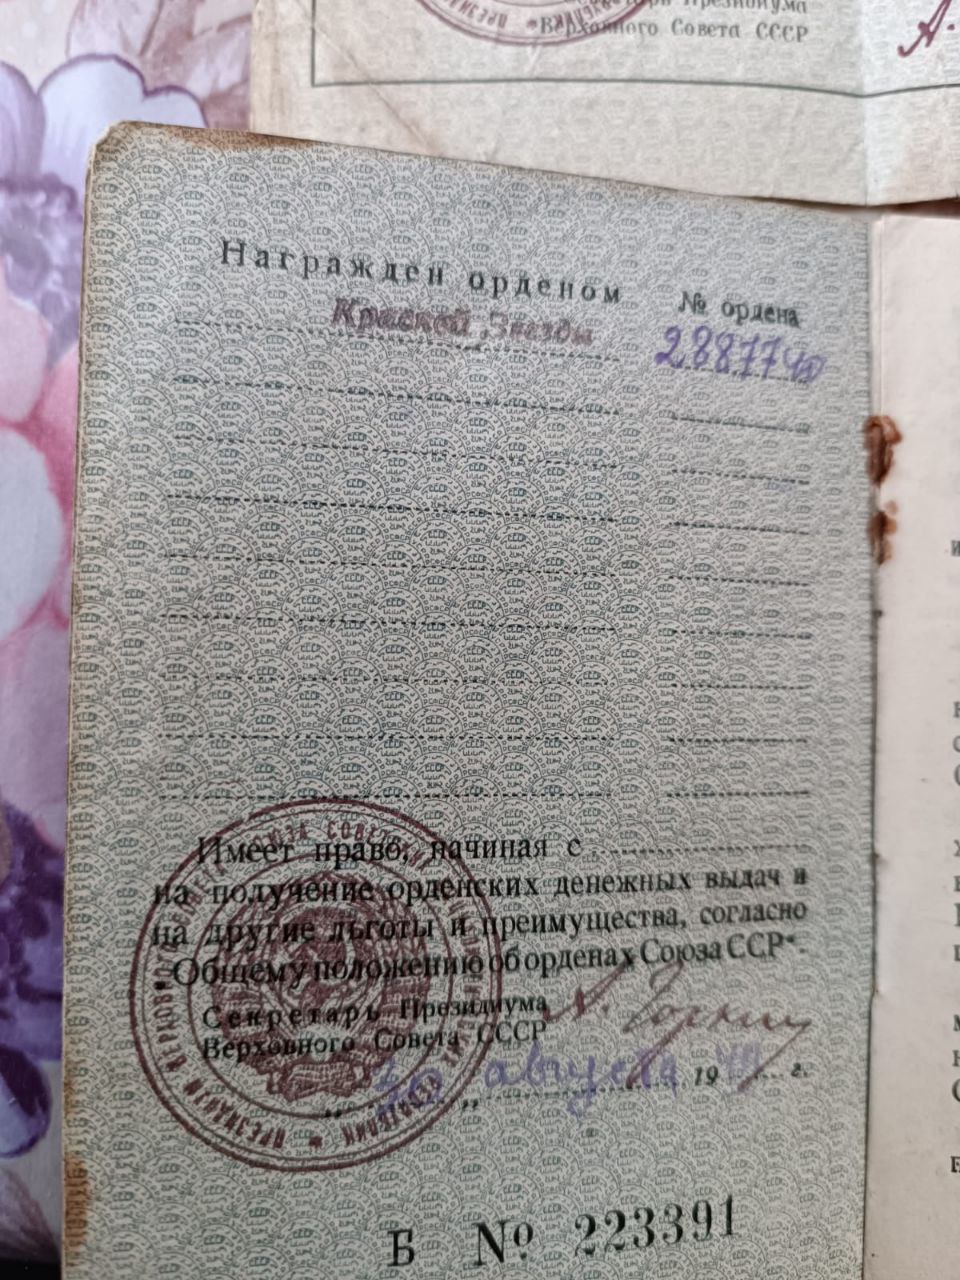 Президиума
Верховного Совета СССР
А.
Награжден орденом
№ ордена
Красной Звезды
2887740
Имеет право, начиная с
на получение орденских денежных выдач и
на другие льготы и преимущества, согласно
„Общему положению об орденах Союза ССР“.
Секретарь Президиума
Верховного Совета СССР
А. Горкин
августа 19 г.
Б № 223391